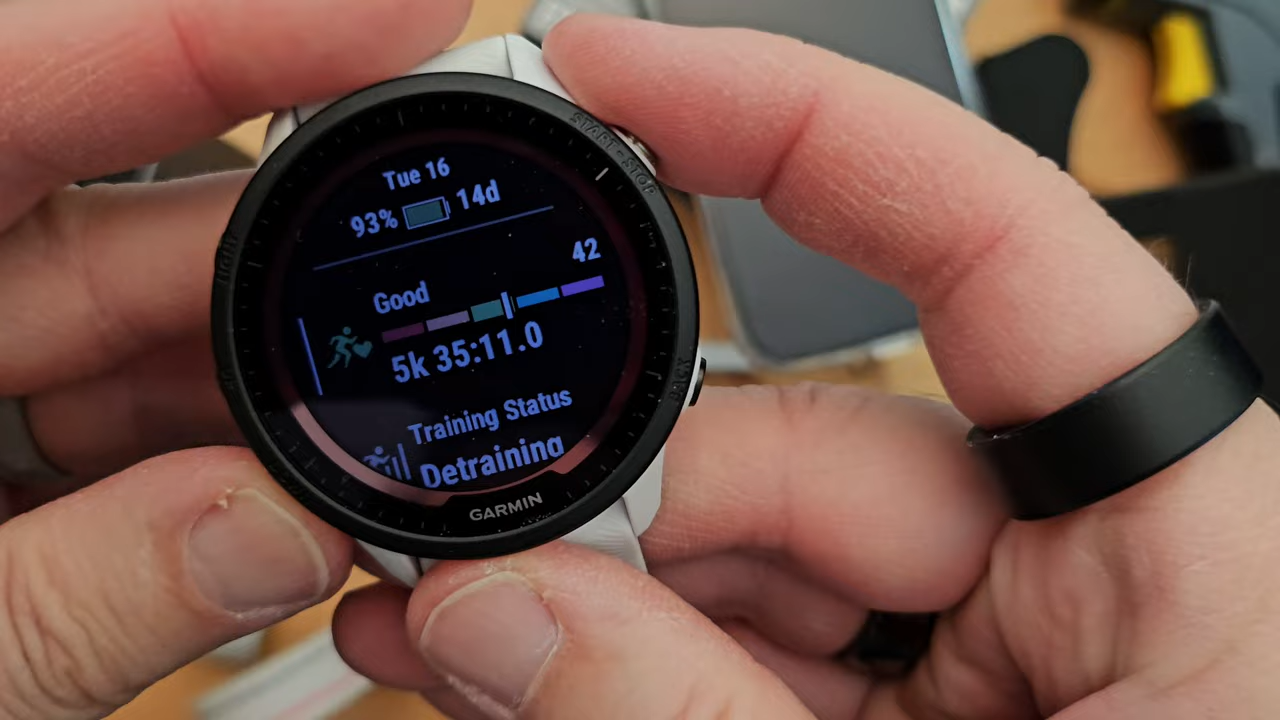 START • STOP
Tue 16
93% 14d
42
Good
5k 35:11.0
BACK
Training Status
Detraining
GARMIN